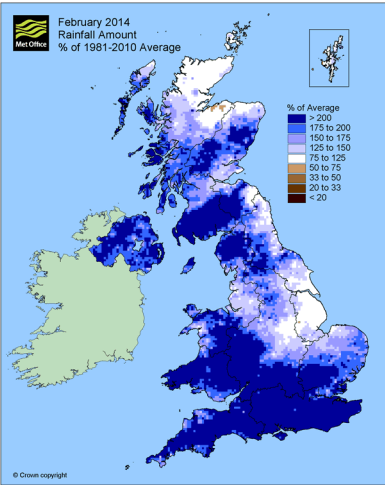 Met Office
February 2014
Rainfall Amount
% of 1981-2010 Average
% of Average
> 200
175 to 200
150 to 175
125 to 150
75 to 125
50 to 75
33 to 50
20 to 33
< 20
© Crown copyright